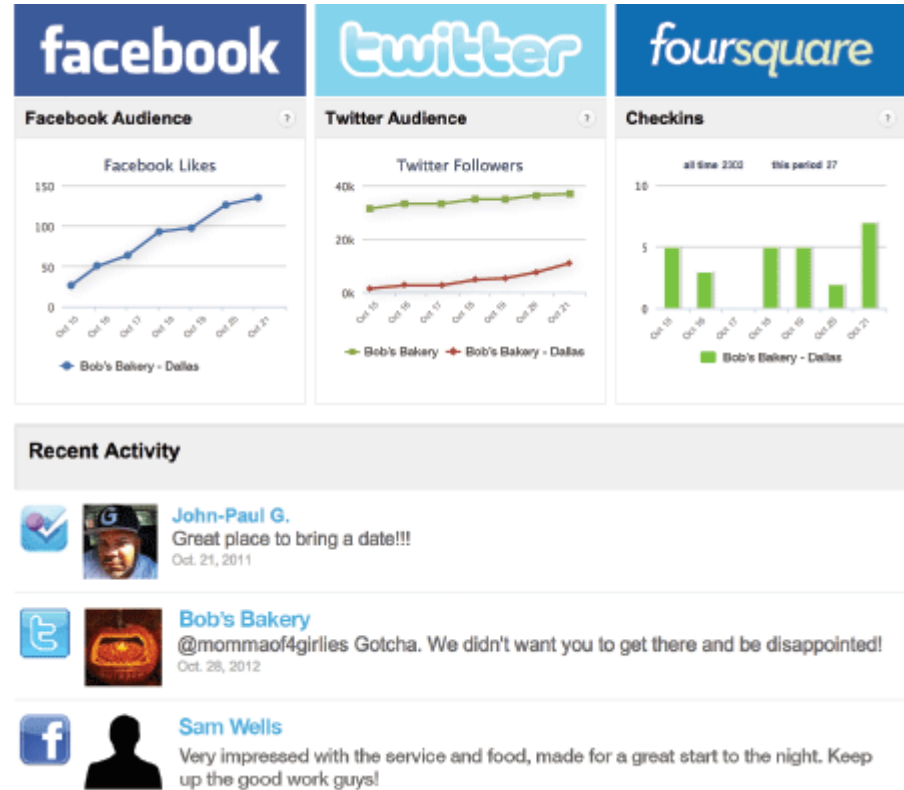 facebook
twitter
foursquare
Facebook Audience ?
Twitter Audience ?
Checkins ?
Facebook Likes
150
100
50
0
Oct 15 Oct 16 Oct 17 Oct 18 Oct 19 Oct 20 Oct 21
Bob's Bakery - Dallas
Twitter Followers
40k
20k
0k
Oct 15 Oct 16 Oct 17 Oct 18 Oct 19 Oct 20 Oct 21
Bob's Bakery Bob's Bakery - Dallas
all time 2302 this period 27
10
5
0
Oct 15 Oct 16 Oct 17 Oct 18 Oct 19 Oct 20 Oct 21
Bob's Bakery - Dallas
Recent Activity
G
John-Paul G.
Great place to bring a date!!!
Oct. 21, 2011
t
Bob's Bakery
@mommaof4girlies Gotcha. We didn't want you to get there and be disappointed!
Oct. 28, 2012
f
Sam Wells
Very impressed with the service and food, made for a great start to the night. Keep
up the good work guys!